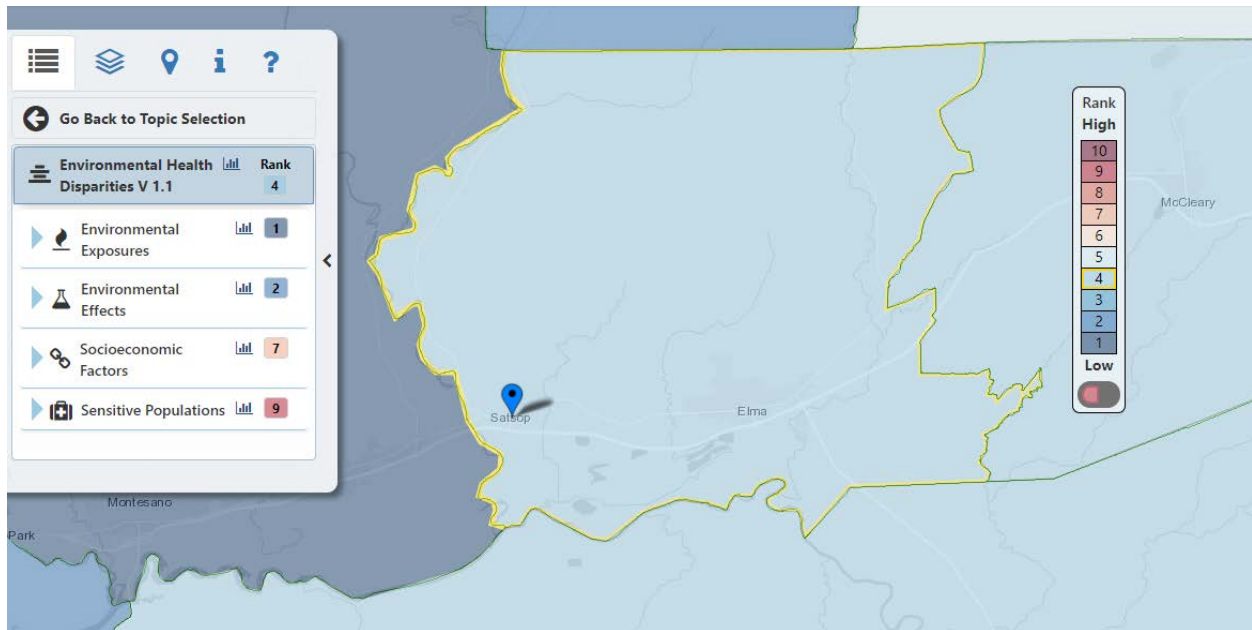 ?
Go Back to Topic Selection
Environmental Health Disparities V 1.1
Rank
4
Environmental Exposures
1
Environmental Effects
2
Socioeconomic Factors
7
Sensitive Populations
9
Montesano
Park
Satsop
Elma
McCleary
Rank
High
10
9
8
7
6
5
4
3
2
1
Low